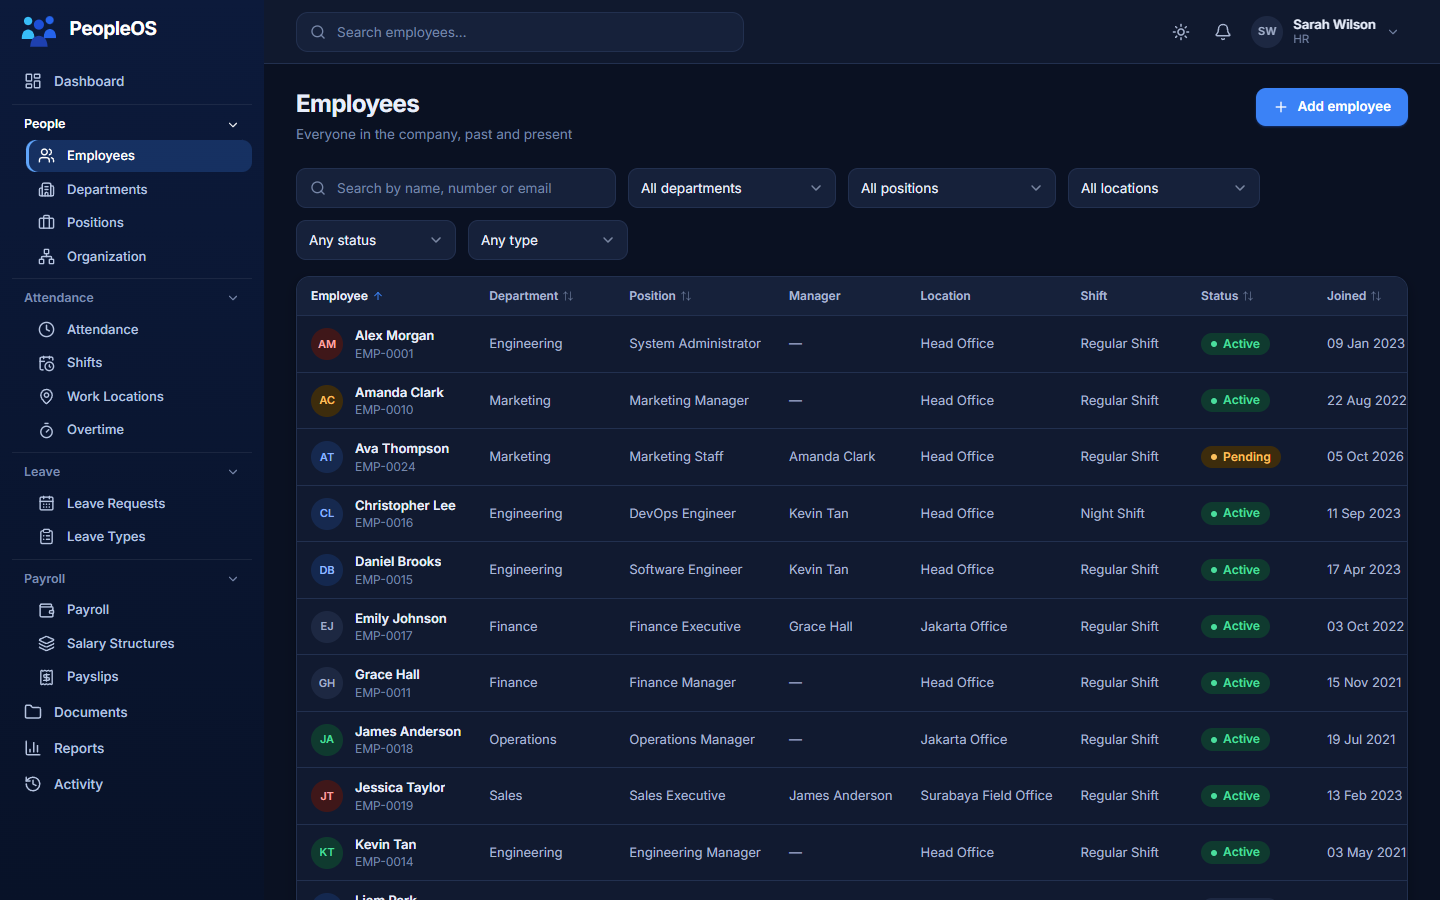 PeopleOS
Search employees...
SW
Sarah Wilson
HR
Dashboard
People
Employees
Departments
Positions
Organization
Attendance
Attendance
Shifts
Work Locations
Overtime
Leave
Leave Requests
Leave Types
Payroll
Payroll
Salary Structures
Payslips
Documents
Reports
Activity
Employees
Everyone in the company, past and present
Add employee
Search by name, number or email
All departments
All positions
All locations
Any status
Any type
Employee Department Position Manager Location Shift Status Joined
AM Alex Morgan EMP-0001 Engineering System Administrator — Head Office Regular Shift Active 09 Jan 2023
AC Amanda Clark EMP-0010 Marketing Marketing Manager — Head Office Regular Shift Active 22 Aug 2022
AT Ava Thompson EMP-0024 Marketing Marketing Staff Amanda Clark Head Office Regular Shift Pending 05 Oct 2026
CL Christopher Lee EMP-0016 Engineering DevOps Engineer Kevin Tan Head Office Night Shift Active 11 Sep 2023
DB Daniel Brooks EMP-0015 Engineering Software Engineer Kevin Tan Head Office Regular Shift Active 17 Apr 2023
EJ Emily Johnson EMP-0017 Finance Finance Executive Grace Hall Jakarta Office Regular Shift Active 03 Oct 2022
GH Grace Hall EMP-0011 Finance Finance Manager — Head Office Regular Shift Active 15 Nov 2021
JA James Anderson EMP-0018 Operations Operations Manager — Jakarta Office Regular Shift Active 19 Jul 2021
JT Jessica Taylor EMP-0019 Sales Sales Executive James Anderson Surabaya Field Office Regular Shift Active 13 Feb 2023
KT Kevin Tan EMP-0014 Engineering Engineering Manager — Head Office Regular Shift Active 03 May 2021